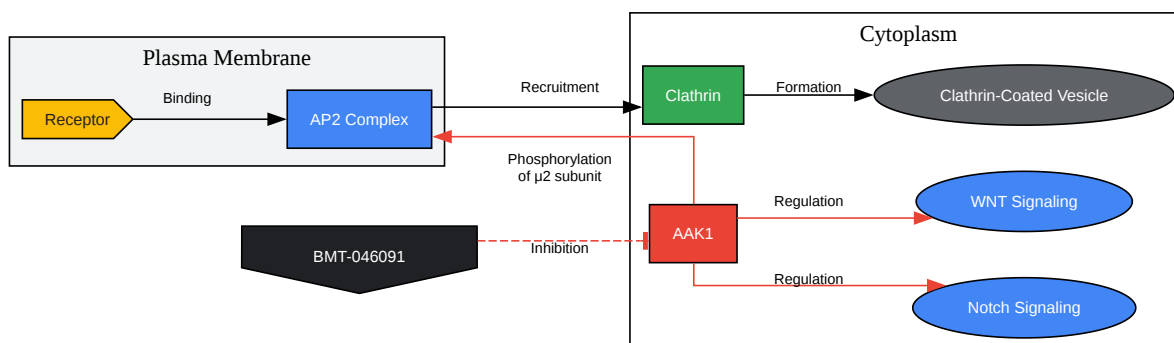 Plasma Membrane
Cytoplasm
Receptor
Binding
AP2 Complex
Recruitment
Clathrin
Formation
Clathrin-Coated Vesicle
Phosphorylation
of μ2 subunit
AAK1
Regulation
WNT Signaling
BMT-046091
Inhibition
Regulation
Notch Signaling